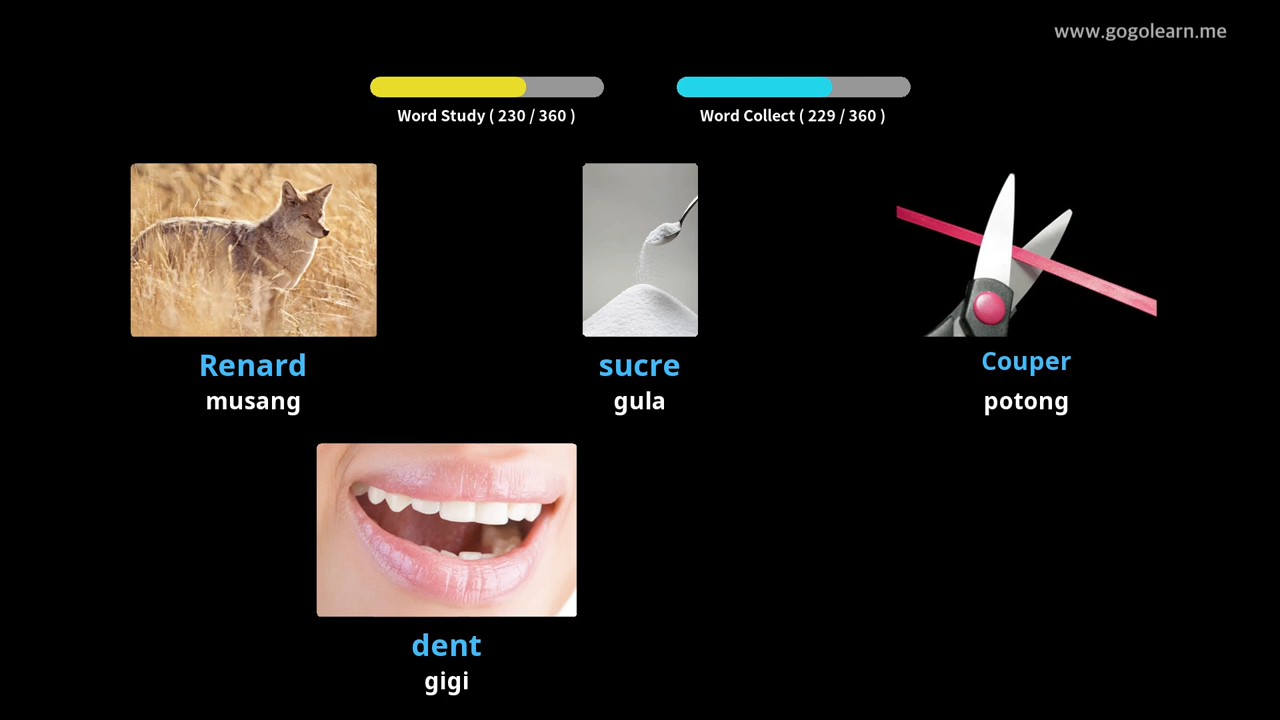 www.gogolearn.me
Word Study ( 230 / 360 )
Word Collect ( 229 / 360 )
Renard
musang
sucre
gula
Couper
potong
dent
gigi